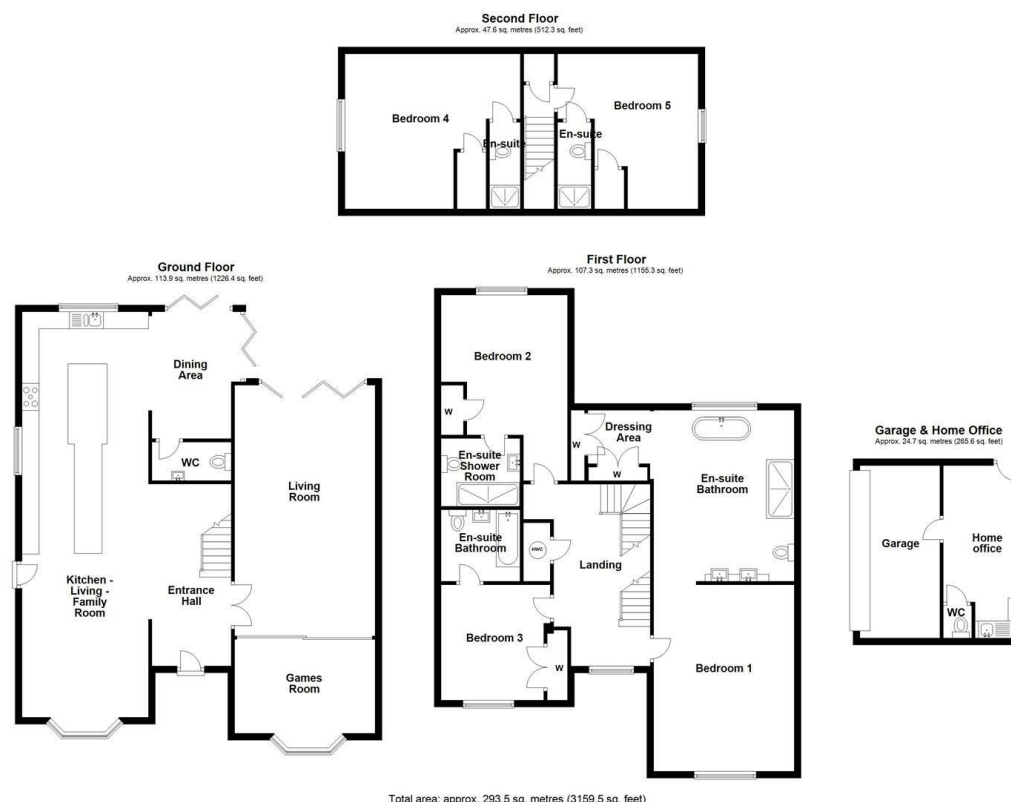 Second Floor
Approx. 47.6 sq. metres (512.3 sq. feet)
Bedroom 4
En-suite
En-suite
Bedroom 5
Ground Floor
Approx. 113.9 sq. metres (1226.4 sq. feet)
Dining
Area
WC
Living
Room
Kitchen -
Living -
Family
Room
Entrance
Hall
Games
Room
First Floor
Approx. 107.3 sq. metres (1155.3 sq. feet)
Bedroom 2
W
En-suite
Shower
Room
W
Dressing
Area
W
En-suite
Bathroom
En-suite
Bathroom
HWC
Landing
Bedroom 3
W
Bedroom 1
Garage & Home Office
Approx. 24.7 sq. metres (265.6 sq. feet)
Garage
Home
office
WC
Total area: approx. 293.5 sq. metres (3159.5 sq. feet)